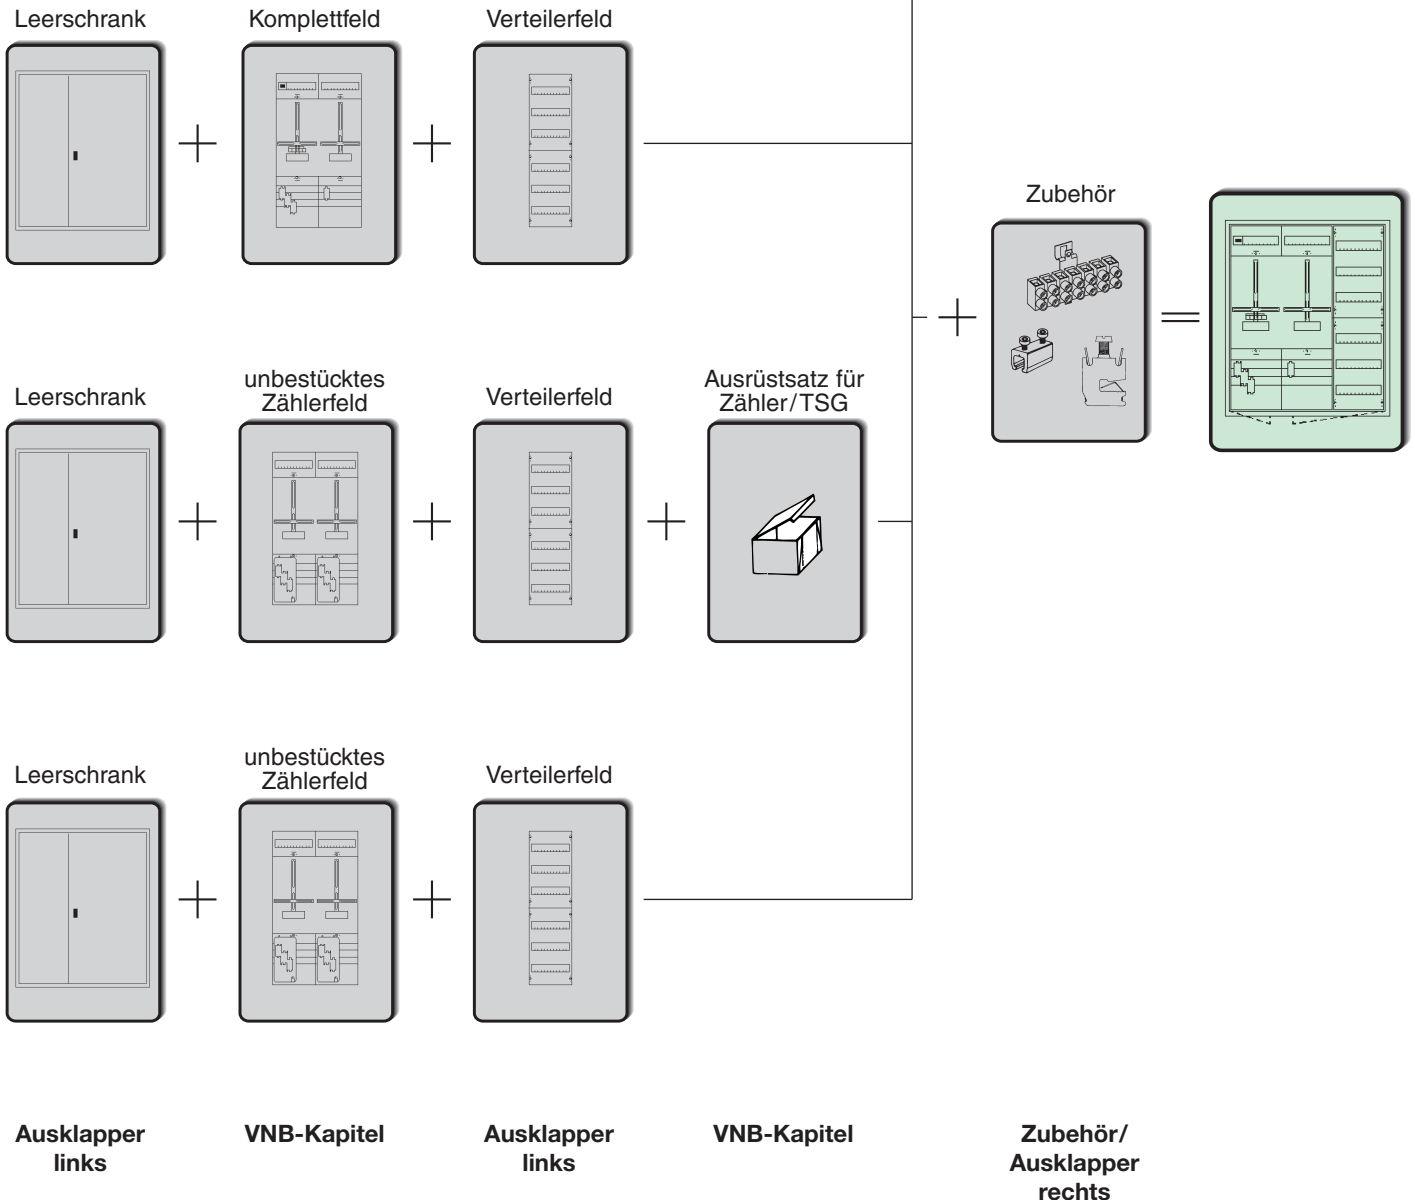 Leerschrank
Komplettfeld
Verteilerfeld
Zubehör
Leerschrank
unbestücktes
Zählerfeld
Verteilerfeld
Ausrüstsatz für
Zähler/TSG
Leerschrank
unbestücktes
Zählerfeld
Verteilerfeld
Ausklapper
links
VNB-Kapitel
Ausklapper
links
VNB-Kapitel
Zubehör/
Ausklapper
rechts